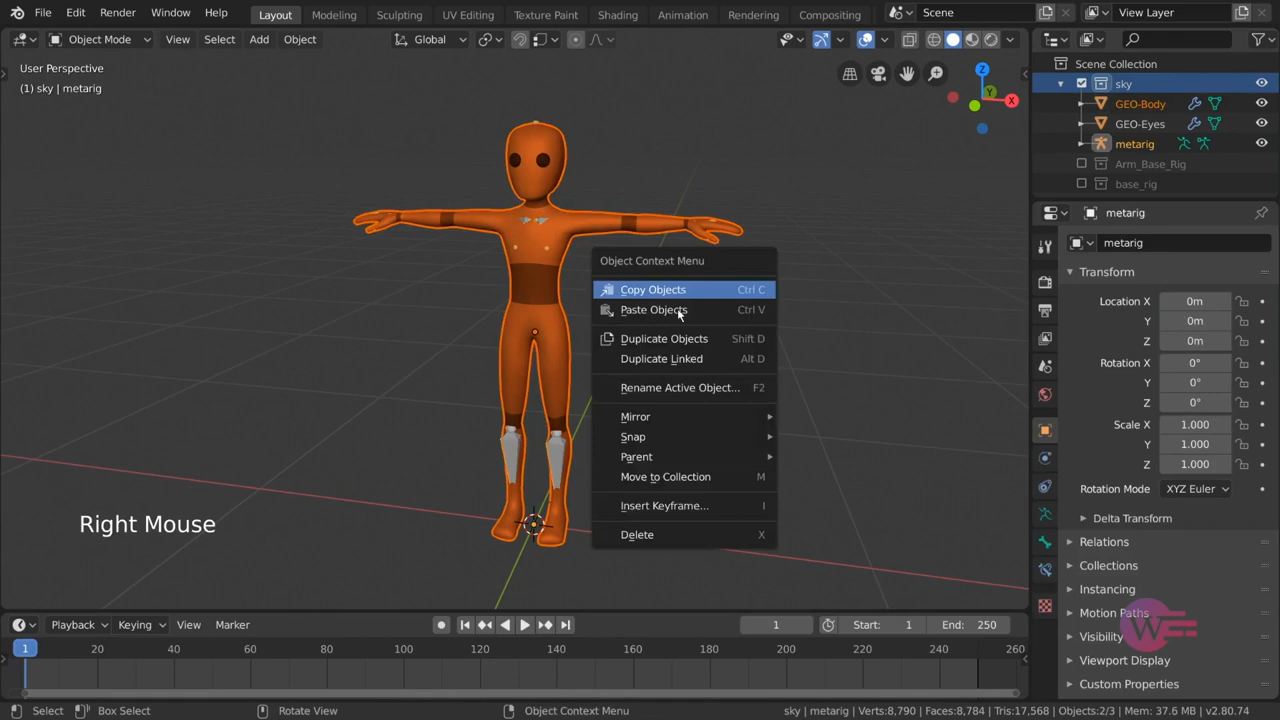 File Edit Render Window Help
Layout Modeling Sculpting UV Editing Texture Paint Shading Animation Rendering Compositing
Scene
View Layer
Object Mode View Select Add Object
Global
User Perspective
(1) sky | metarig
Z
Y
X
Scene Collection
sky
GEO-Body
GEO-Eyes
metarig
Arm_Base_Rig
base_rig
metarig
metarig
Transform
Location X 0m
Y 0m
Z 0m
Rotation X 0°
Y 0°
Z 0°
Scale X 1.000
Y 1.000
Z 1.000
Rotation Mode XYZ Euler
Delta Transform
Relations
Collections
Instancing
Motion Paths
Visibility
Viewport Display
Custom Properties
Object Context Menu
Copy Objects Ctrl C
Paste Objects Ctrl V
Duplicate Objects Shift D
Duplicate Linked Alt D
Rename Active Object... F2
Mirror
Snap
Parent
Move to Collection M
Insert Keyframe... I
Delete X
Right Mouse
Playback Keying View Marker
1 Start: 1 End: 250
1 20 40 60 80 100 120 140 160 180 200 220 240 260
Select Box Select Rotate View Object Context Menu
sky | metarig | Verts:8,790 | Faces:8,784 | Tris:17,568 | Objects:2/3 | Mem: 37.6 MB | v2.80.74